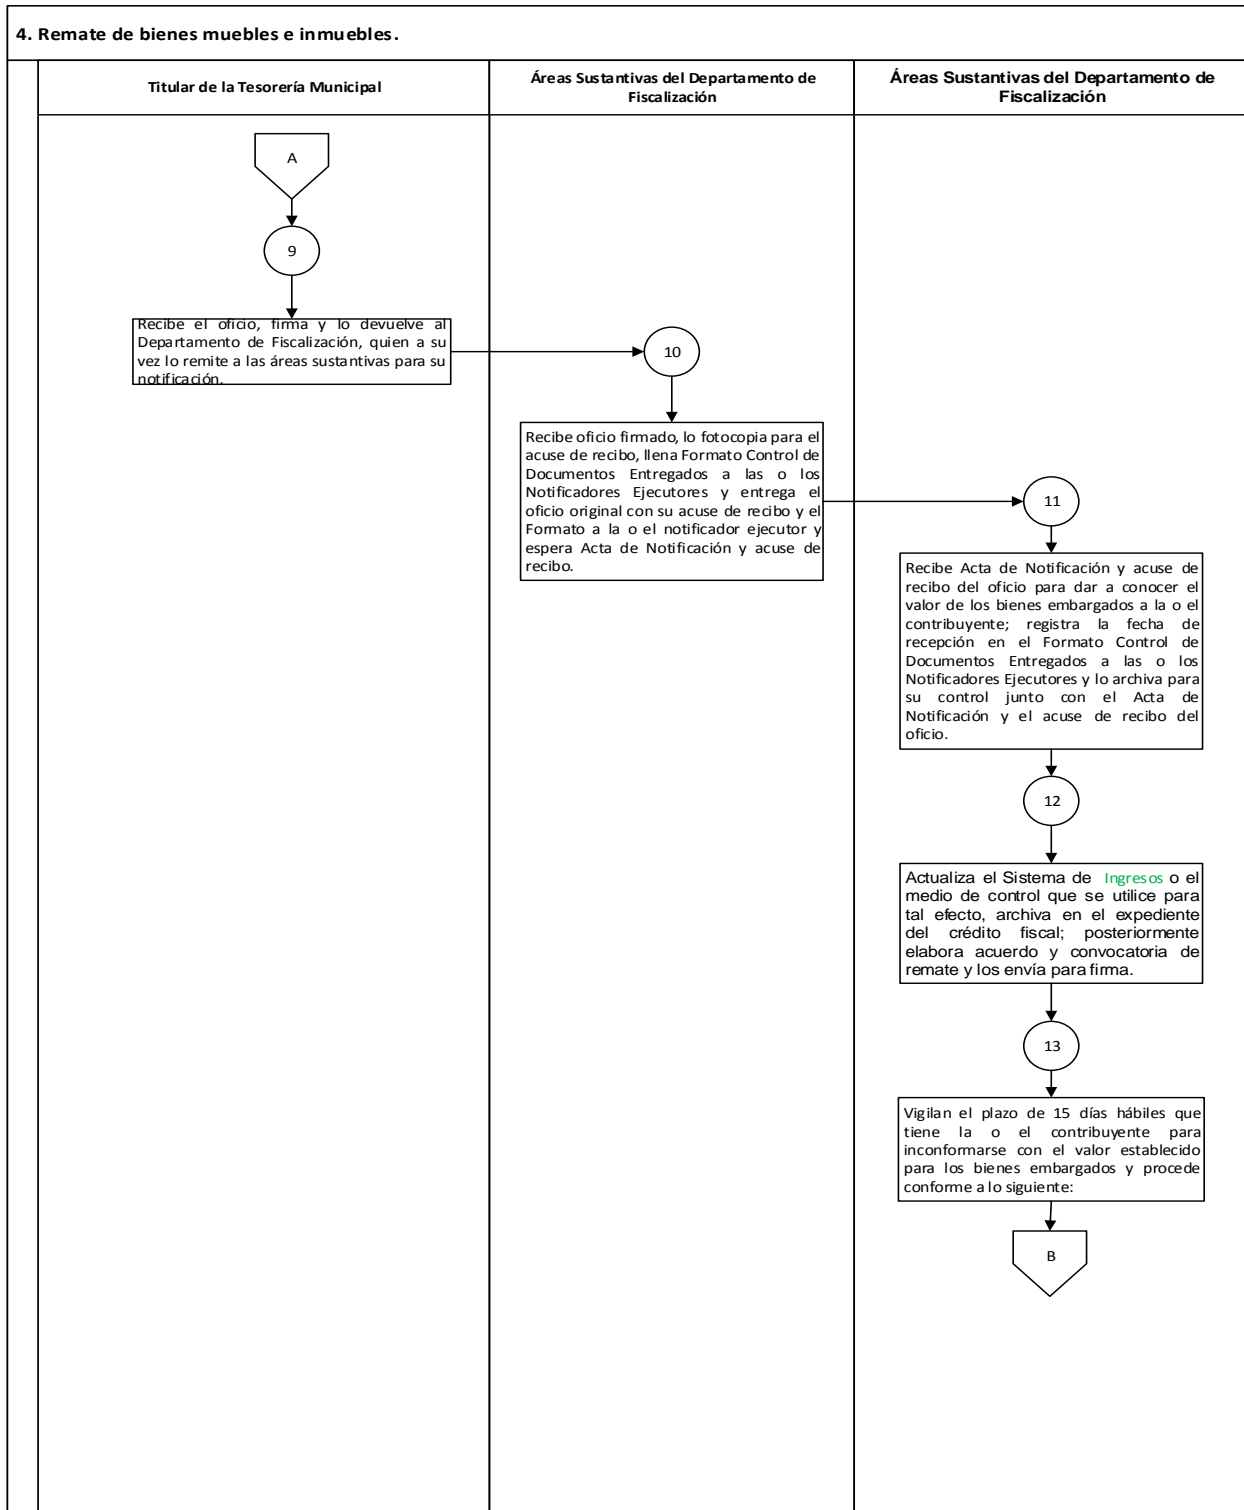 4. Remate de bienes muebles e inmuebles.
Titular de la Tesorería Municipal
Áreas Sustantivas del Departamento de
Fiscalización
Áreas Sustantivas del Departamento de
Fiscalización
A
9
Recibe el oficio, firma y lo devuelve al
Departamento de Fiscalización, quien a su
vez lo remite a las áreas sustantivas para su
notificación.
10
Recibe oficio firmado, lo fotocopia para el
acuse de recibo, llena Formato Control de
Documentos Entregados a las o los
Notificadores Ejecutores y entrega el
oficio original con su acuse de recibo y el
Formato a la o el notificador ejecutor y
espera Acta de Notificación y acuse de
recibo.
11
Recibe Acta de Notificación y acuse de
recibo del oficio para dar a conocer el
valor de los bienes embargados a la o el
contribuyente; registra la fecha de
recepción en el Formato Control de
Documentos Entregados a las o los
Notificadores Ejecutores y lo archiva para
su control junto con el Acta de
Notificación y el acuse de recibo del
oficio.
12
Actualiza el Sistema de Ingresos o el
medio de control que se utilice para
tal efecto, archiva en el expediente
del crédito fiscal; posteriormente
elabora acuerdo y convocatoria de
remate y los envía para firma.
13
Vigilan el plazo de 15 días hábiles que
tiene la o el contribuyente para
inconformarse con el valor establecido
para los bienes embargados y procede
conforme a lo siguiente:
B